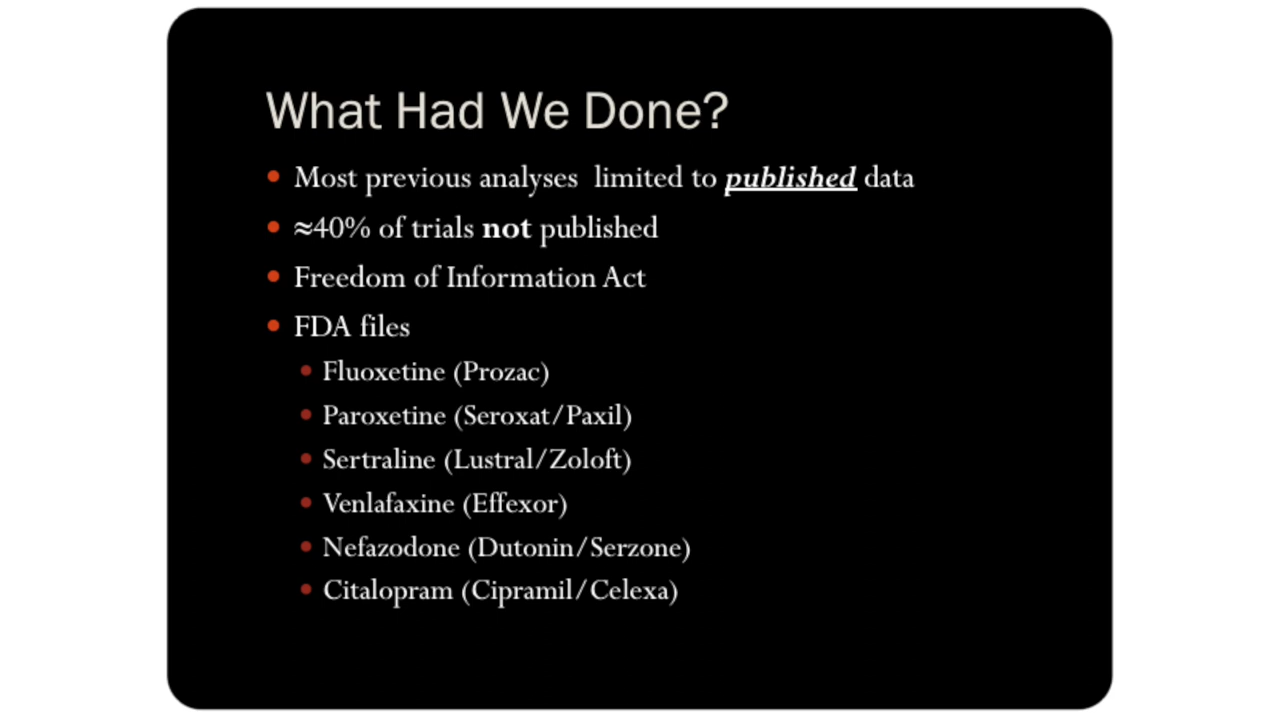 What Had We Done?
• Most previous analyses limited to published data
• ≈40% of trials not published
• Freedom of Information Act
• FDA files
• Fluoxetine (Prozac)
• Paroxetine (Seroxat/Paxil)
• Sertraline (Lustral/Zoloft)
• Venlafaxine (Effexor)
• Nefazodone (Dutonin/Serzone)
• Citalopram (Cipramil/Celexa)